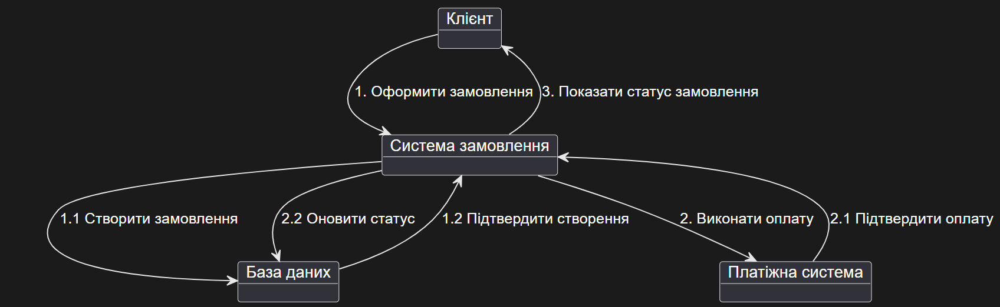 Клієнт
1. Оформити замовлення
3. Показати статус замовлення
Система замовлення
1.1 Створити замовлення
2.2 Оновити статус
1.2 Підтвердити створення
2. Виконати оплату
2.1 Підтвердити оплату
База даних
Платіжна система